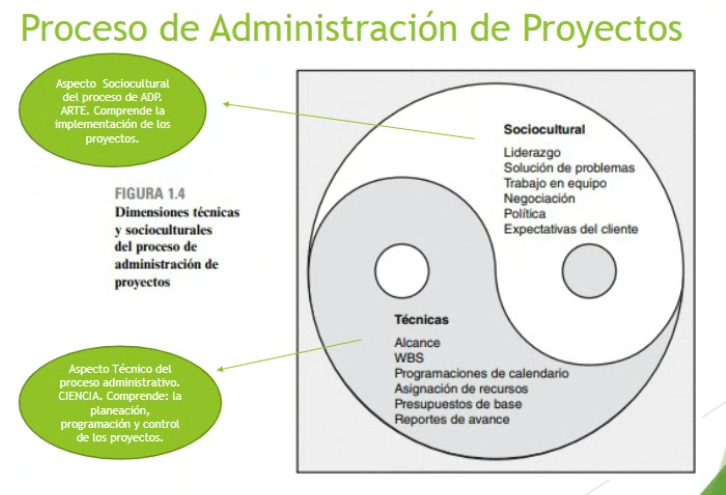 Proceso de Administración de Proyectos
Aspecto Sociocultural
del proceso de ADP.
ARTE. Comprende la
implementación de los
proyectos.
FIGURA 1.4
Dimensiones técnicas
y socioculturales
del proceso de
administración de
proyectos
Aspecto Técnico del
proceso administrativo.
CIENCIA. Comprende: la
planeación,
programación y control
de los proyectos.
Sociocultural
Liderazgo
Solución de problemas
Trabajo en equipo
Negociación
Política
Expectativas del cliente
Técnicas
Alcance
WBS
Programaciones de calendario
Asignación de recursos
Presupuestos de base
Reportes de avance